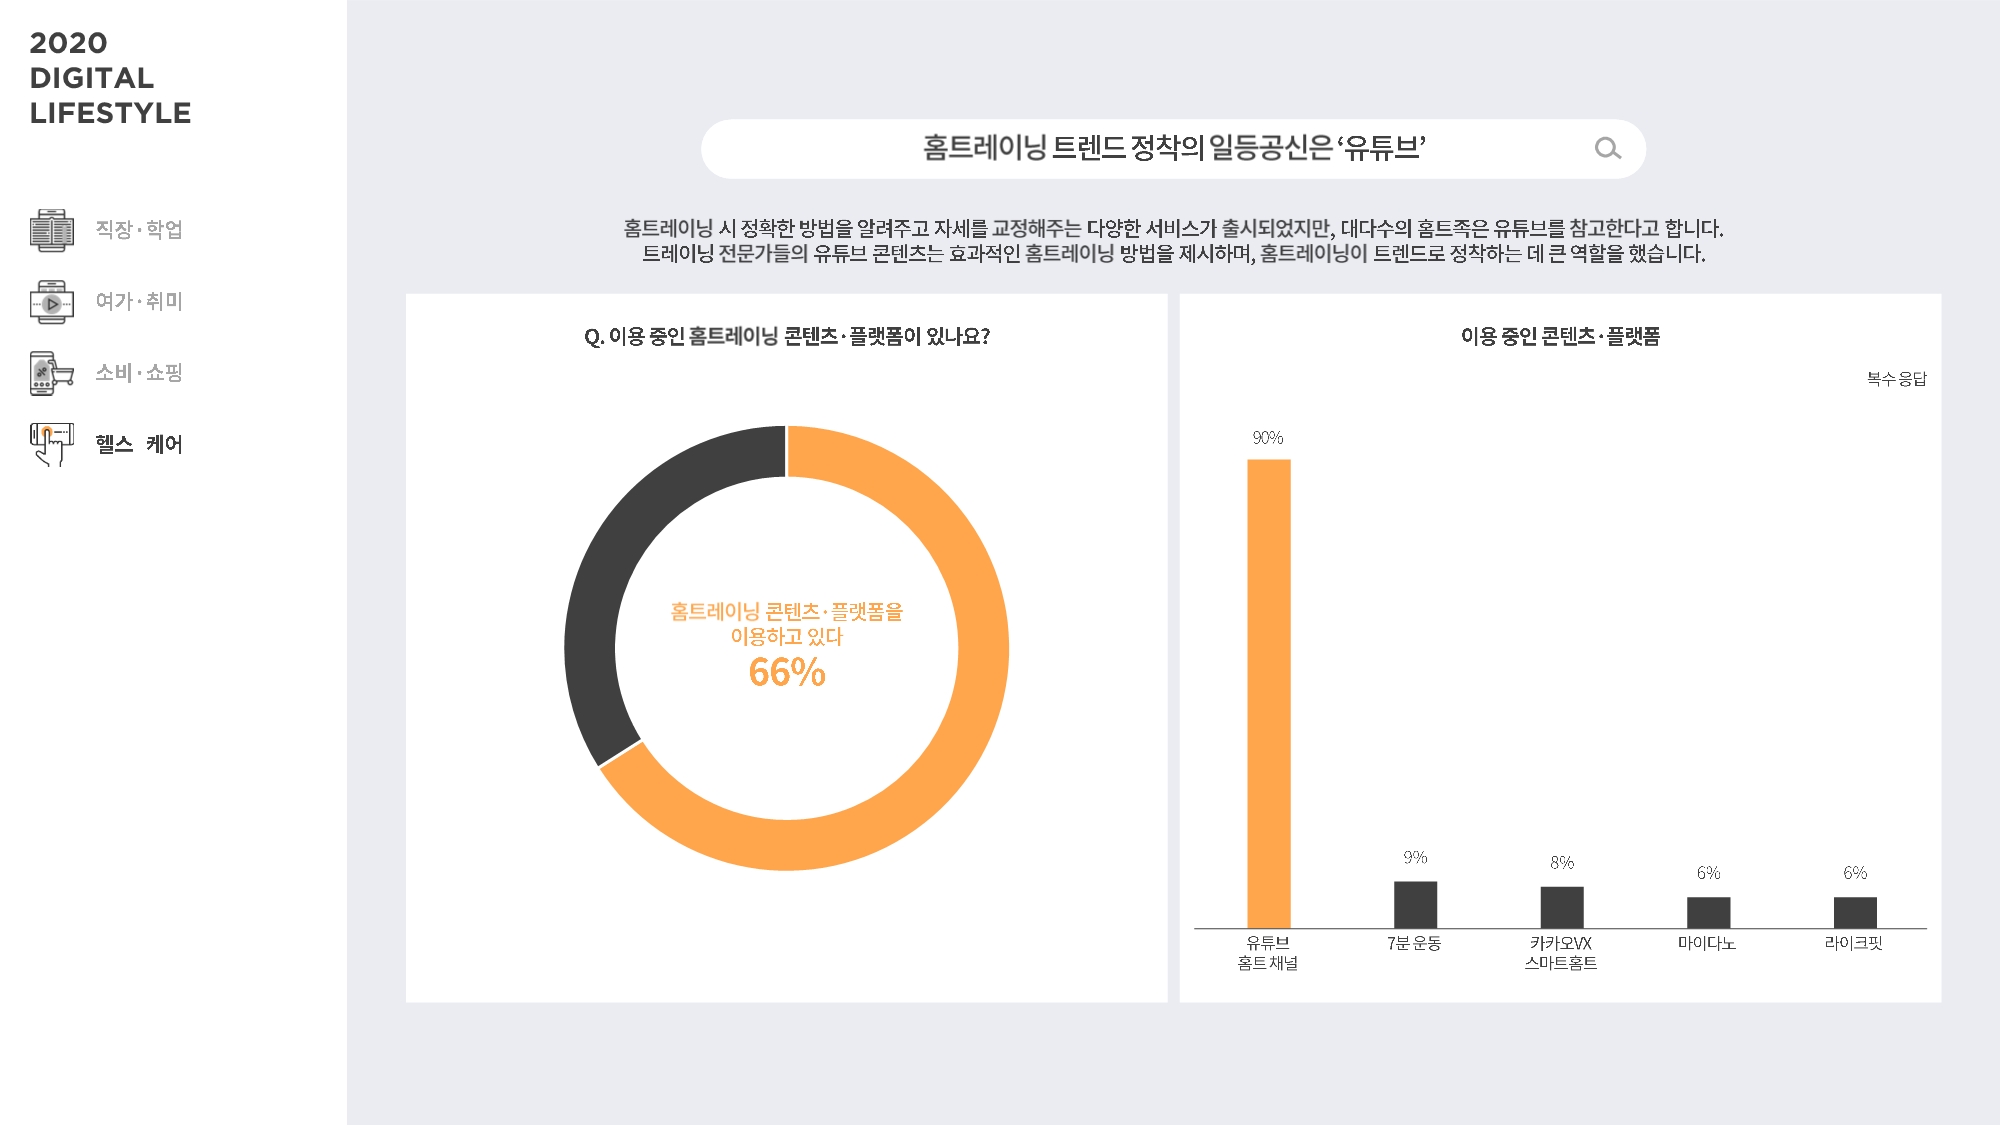 2020
DIGITAL
LIFESTYLE
직장·학업
여가·취미
소비·쇼핑
헬스 케어
홈트레이닝 트렌드 정착의 일등공신은 ‘유튜브’
홈트레이닝 시 정확한 방법을 알려주고 자세를 교정해주는 다양한 서비스가 출시되었지만, 대다수의 홈트족은 유튜브를 참고한다고 합니다.
트레이닝 전문가들의 유튜브 콘텐츠는 효과적인 홈트레이닝 방법을 제시하며, 홈트레이닝이 트렌드로 정착하는 데 큰 역할을 했습니다.
Q. 이용 중인 홈트레이닝 콘텐츠·플랫폼이 있나요?
홈트레이닝 콘텐츠·플랫폼을
이용하고 있다
66%
이용 중인 콘텐츠·플랫폼
복수 응답
90%
9%
8%
6%
6%
유튜브
홈트 채널
7분 운동
카카오VX
스마트홈트
마이다노
라이크핏